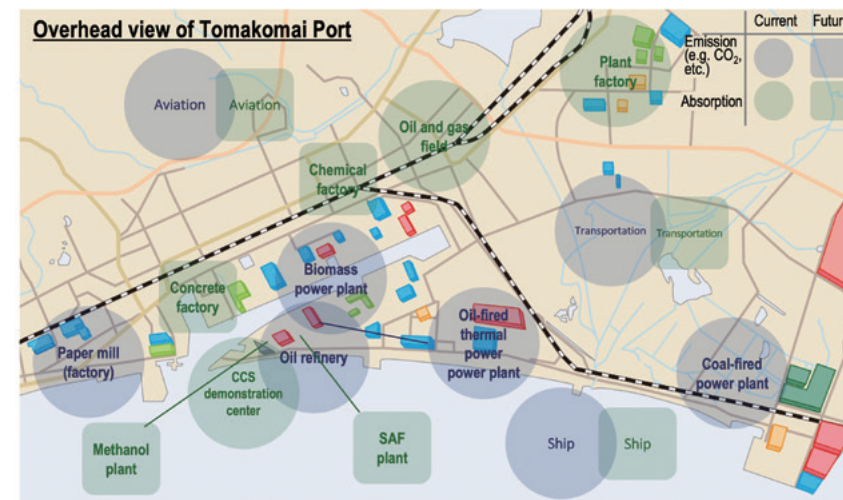 Overhead view of Tomakomai Port
Current
Futur
Emission
(e.g. CO₂,
etc.)
Absorption
Plant
factory
Aviation
Aviation
Oil and gas
field
Chemical
factory
Transportation
Transportation
Concrete
factory
Biomass
power plant
Paper mill
(factory)
Oil refinery
Oil-fired
thermal
power
power plant
Coal-fired
power plant
CCS
demonstration
center
Methanol
plant
SAF
plant
Ship
Ship